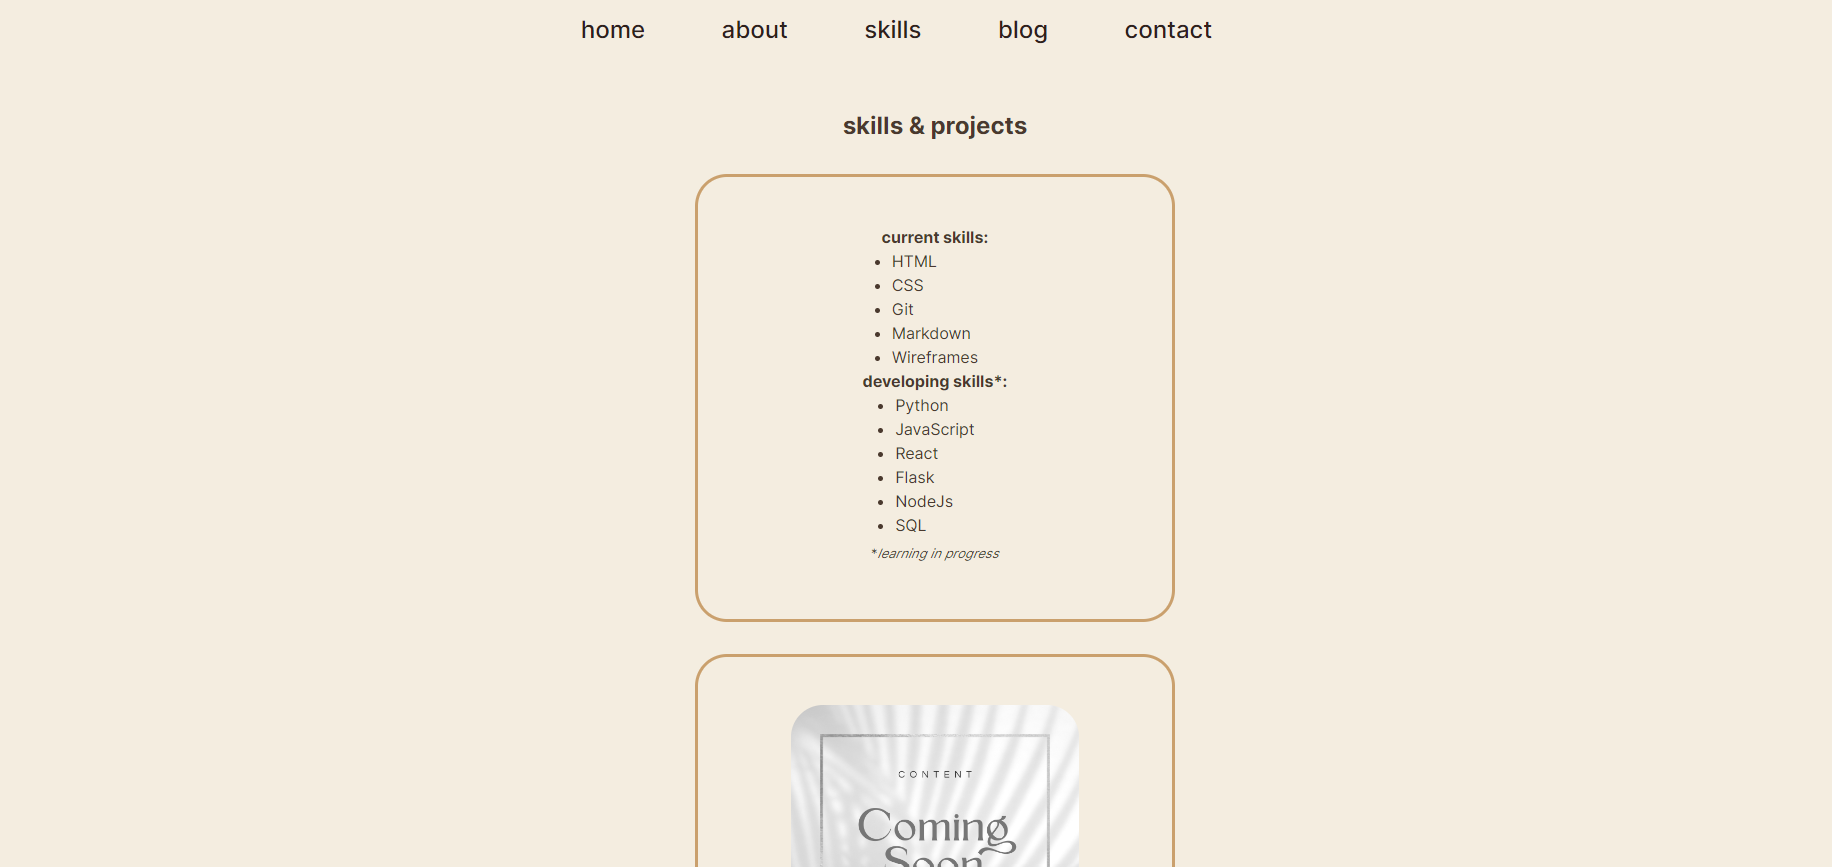 home about skills blog contact
skills & projects
current skills:
• HTML
• CSS
• Git
• Markdown
• Wireframes
developing skills*:
• Python
• JavaScript
• React
• Flask
• NodeJs
• SQL
*learning in progress
CONTENT
Coming
Soon